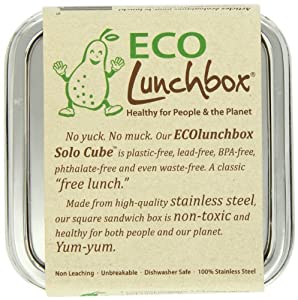 ECO
Lunchbox®
Healthy for People & the Planet
No yuck. No muck. Our ECOlunchbox
Solo Cube™ is plastic-free, lead-free, BPA-free,
phthalate-free and even waste-free. A classic
"free lunch."
Made from high-quality stainless steel,
our square sandwich box is non-toxic and
healthy for both people and our planet.
Yum-yum.
Non Leaching · Unbreakable · Dishwasher Safe · 100% Stainless Steel